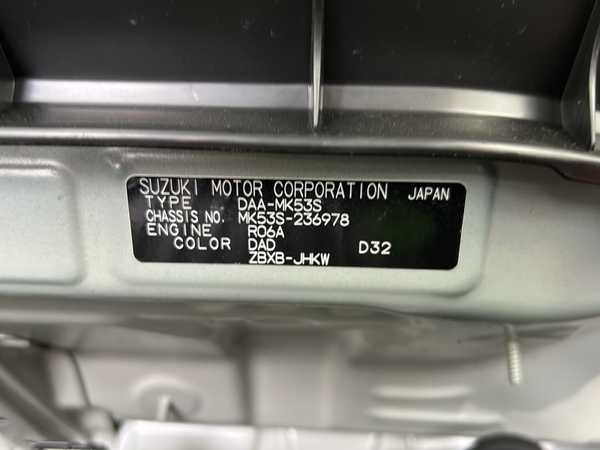 SUZUKI MOTOR CORPORATION JAPAN
TYPE DAA-MK53S
CHASSIS NO. MK53S-236978
ENGINE R06A
COLOR DAD D32
ZBXB-JHKW